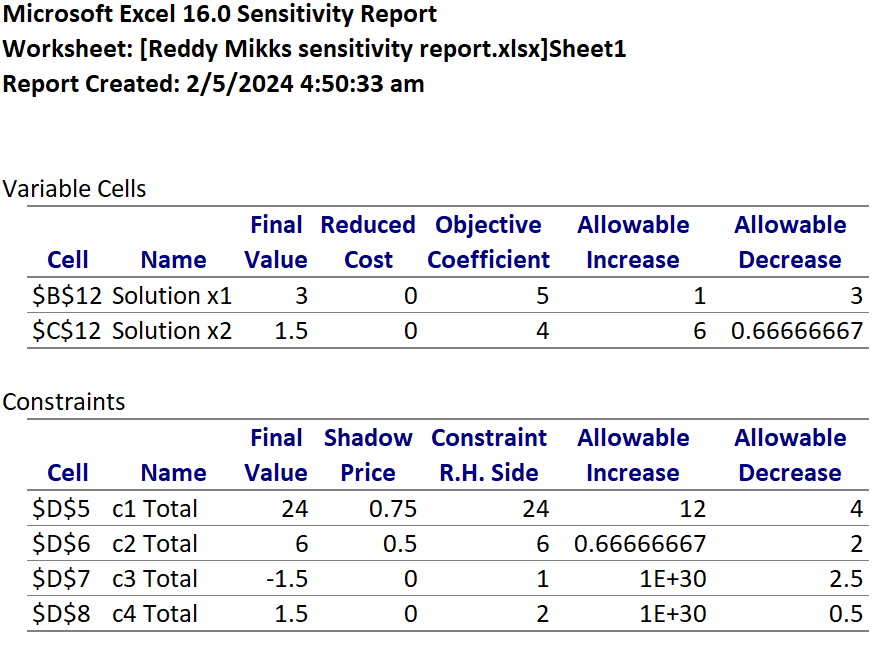 Microsoft Excel 16.0 Sensitivity Report
Worksheet: [Reddy Mikks sensitivity report.xlsx]Sheet1
Report Created: 2/5/2024 4:50:33 am
Variable Cells
Final Reduced Objective Allowable Allowable
Cell Name Value Cost Coefficient Increase Decrease
$B$12 Solution x1 3 0 5 1 3
$C$12 Solution x2 1.5 0 4 6 0.66666667
Constraints
Final Shadow Constraint Allowable Allowable
Cell Name Value Price R.H. Side Increase Decrease
$D$5 c1 Total 24 0.75 24 12 4
$D$6 c2 Total 6 0.5 6 0.66666667 2
$D$7 c3 Total -1.5 0 1 1E+30 2.5
$D$8 c4 Total 1.5 0 2 1E+30 0.5